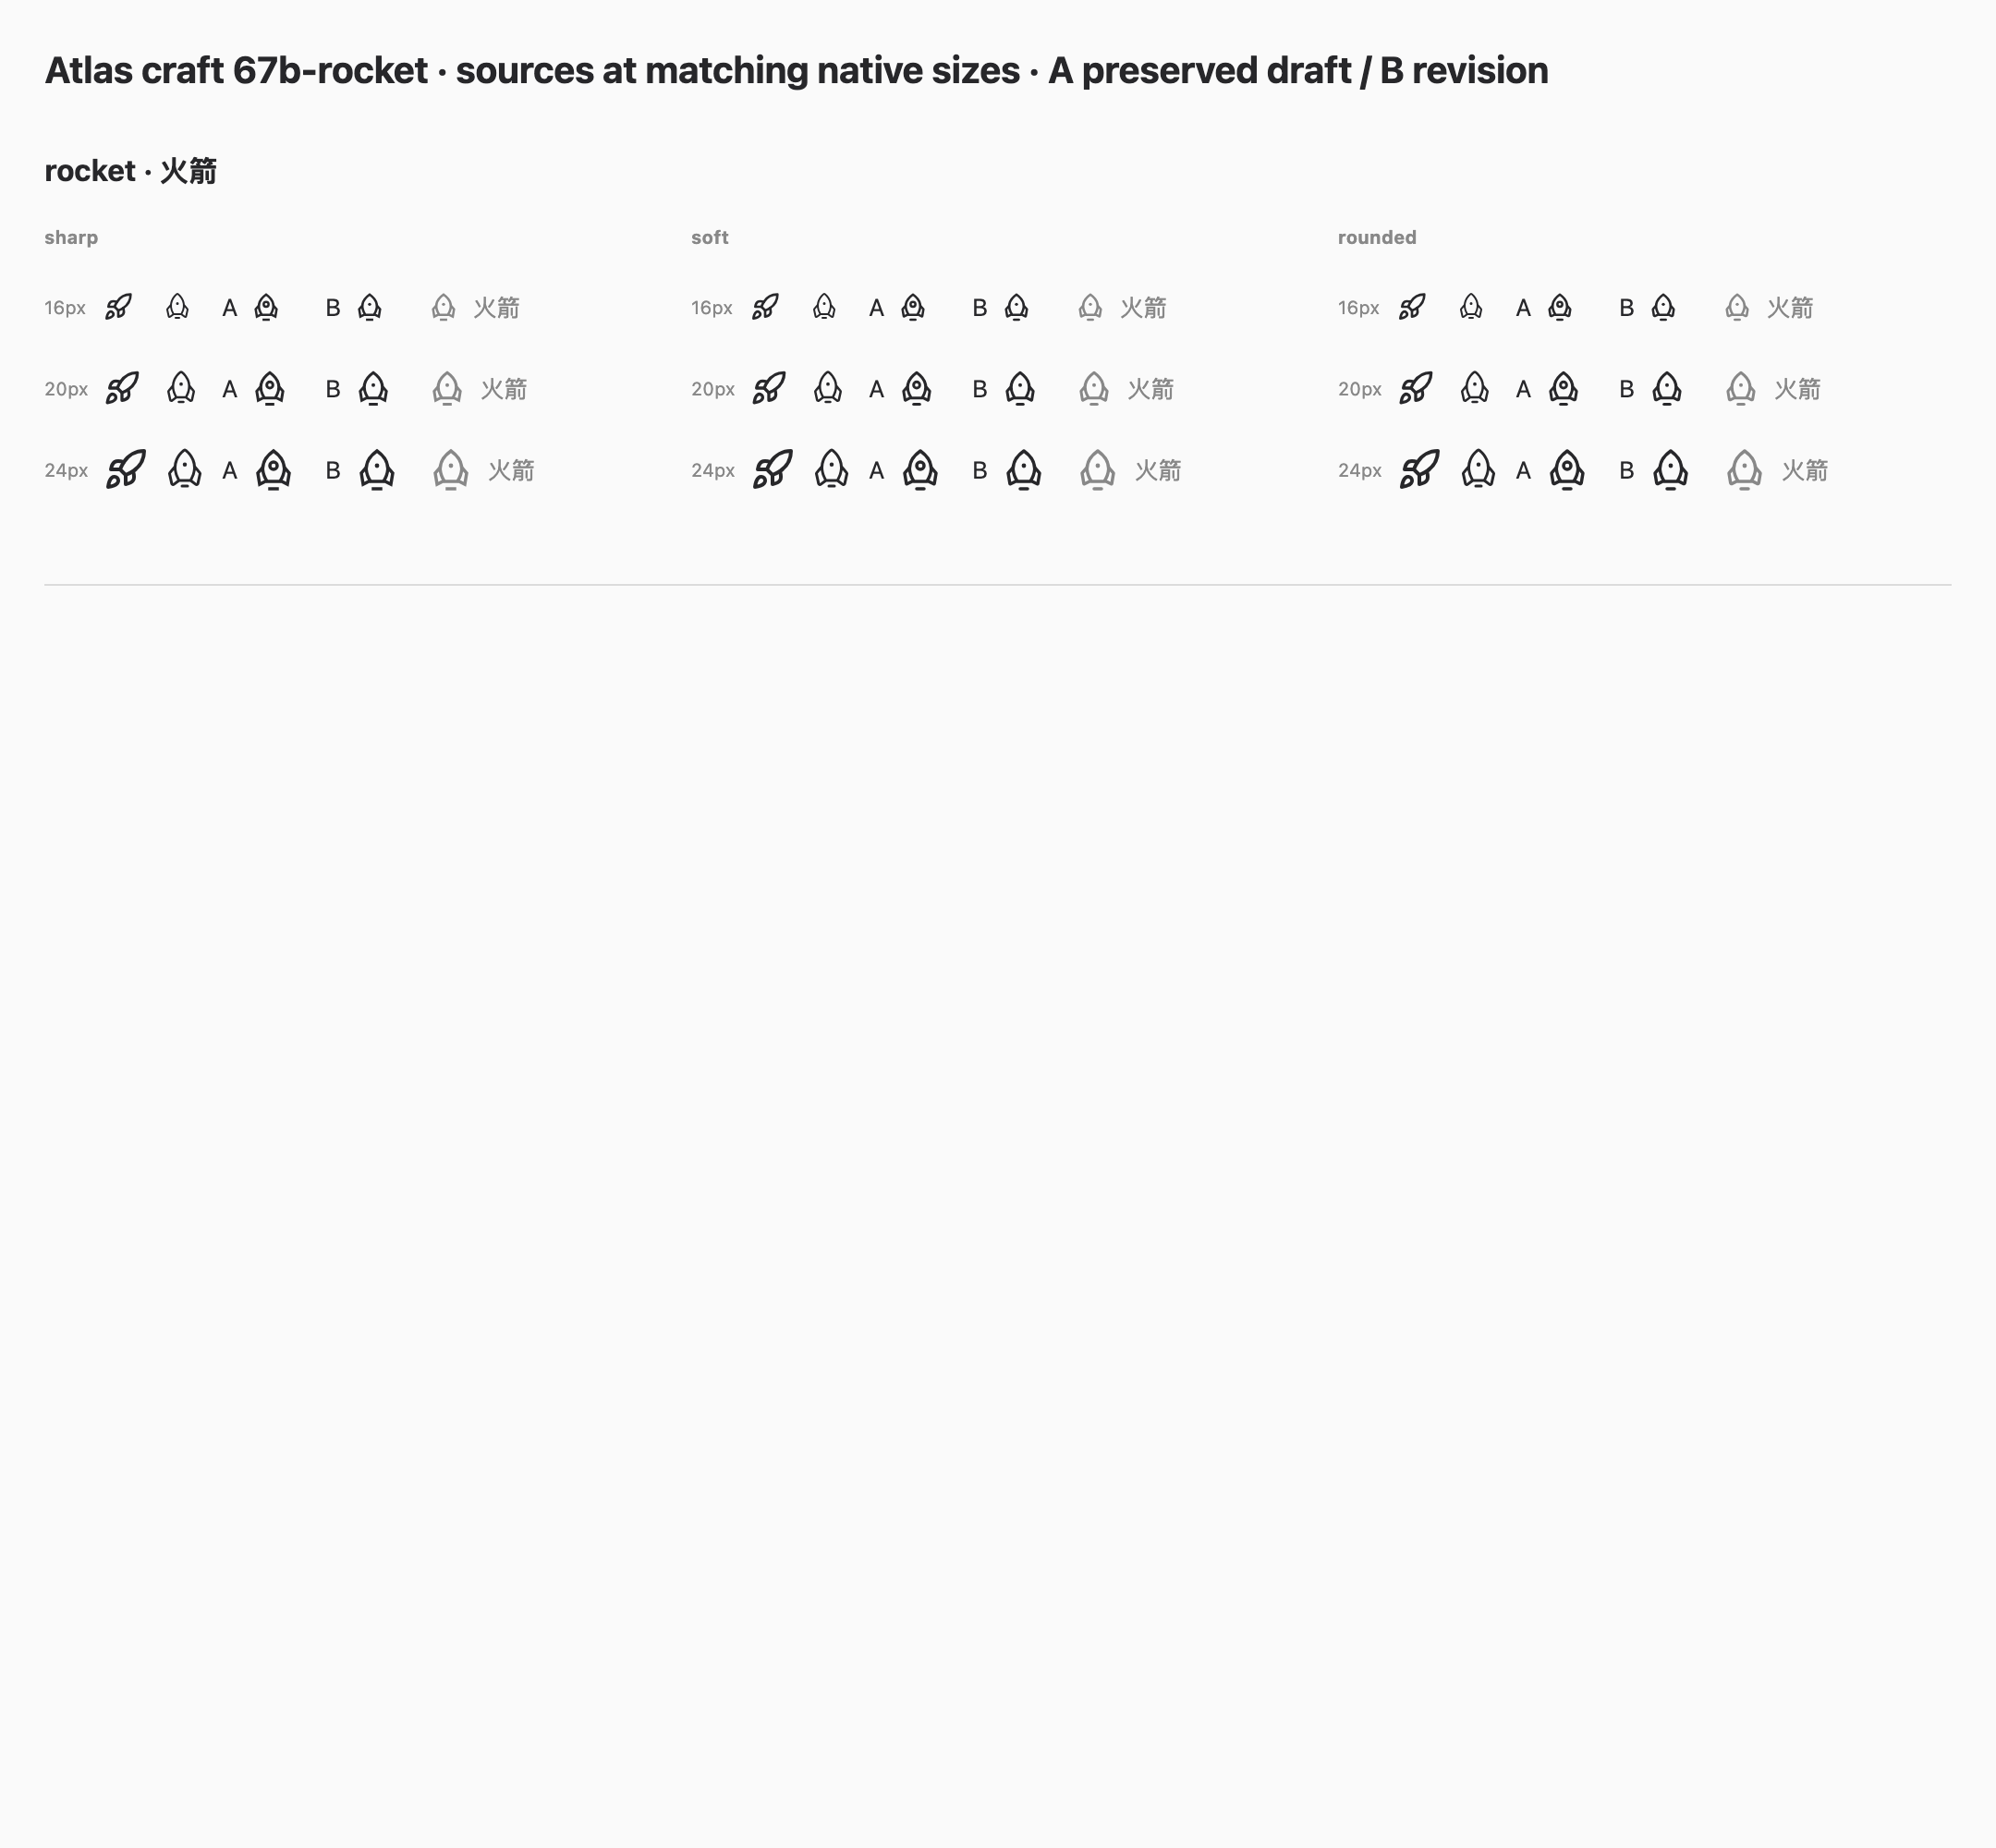 Atlas craft 67b-rocket · sources at matching native sizes · A preserved draft / B revision
rocket · 火箭
sharp
16px A B 火箭
20px A B 火箭
24px A B 火箭
soft
16px A B 火箭
20px A B 火箭
24px A B 火箭
rounded
16px A B 火箭
20px A B 火箭
24px A B 火箭